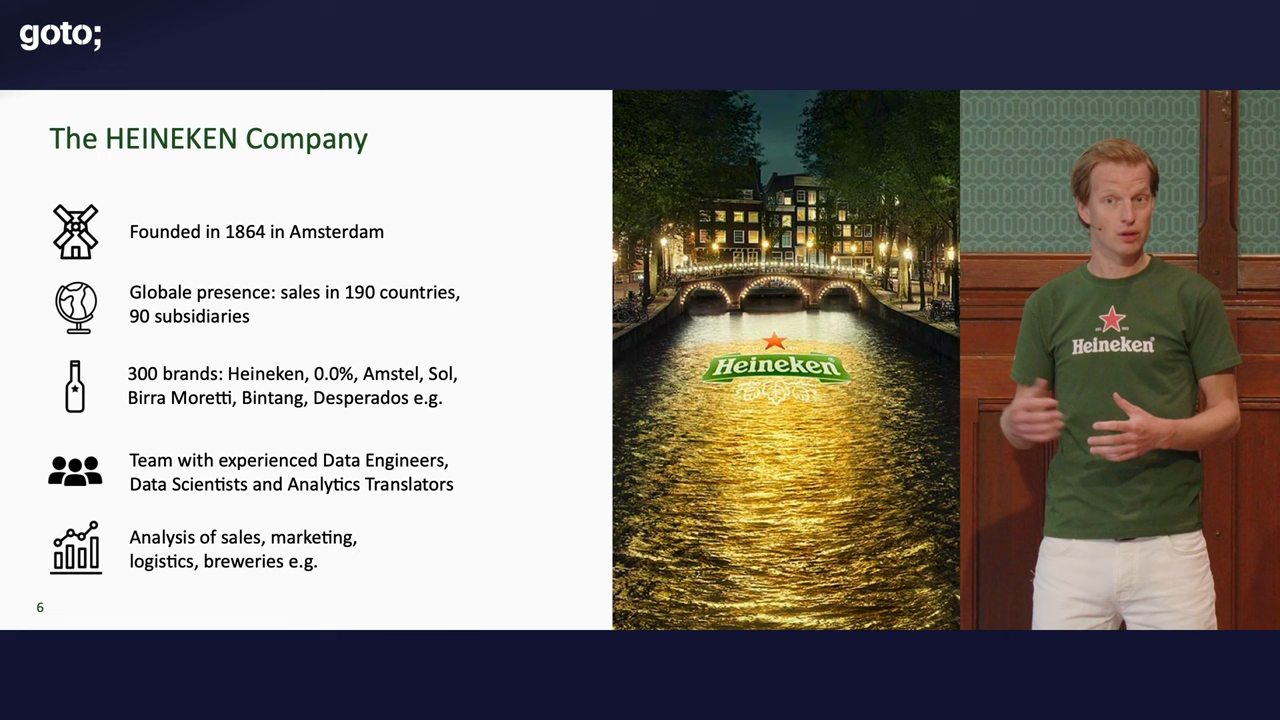 goto;
The HEINEKEN Company
Founded in 1864 in Amsterdam
Globale presence: sales in 190 countries,
90 subsidiaries
300 brands: Heineken, 0.0%, Amstel, Sol,
Birra Moretti, Bintang, Desperados e.g.
Team with experienced Data Engineers,
Data Scientists and Analytics Translators
Analysis of sales, marketing,
logistics, breweries e.g.
6
Heineken
Heineken